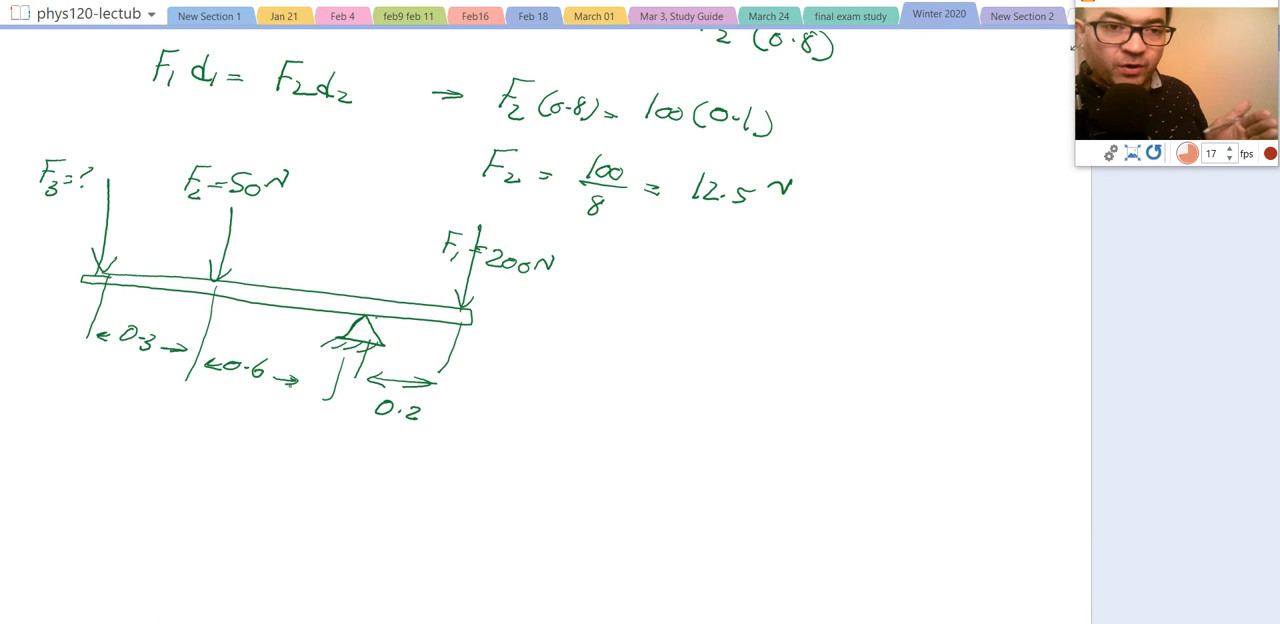 phys120-lectub
New Section 1 Jan 21 Feb 4 feb9 feb 11 Feb16 Feb 18 March 01 Mar 3, Study Guide March 24 final exam study Winter 2020 New Section 2
17 fps
2 (0.8)
F₁ d₁ = F₂ d₂ → F₂ (0.8) = 100 (0.1)
F₂ = 100/8 = 12.5 N
F₃ = ? F₂ = 50 N
F₁ = 200 N
0.3
0.6
0.2